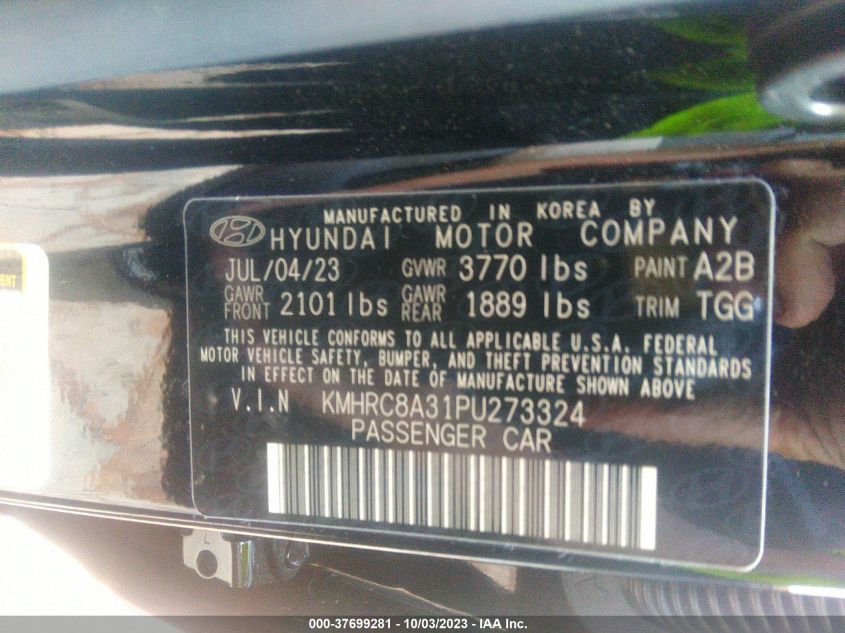 MANUFACTURED IN KOREA BY
HYUNDAI MOTOR COMPANY
JUL/04/23 GVWR 3770 lbs PAINT A2B
GAWR FRONT 2101 lbs GAWR REAR 1889 lbs TRIM TGG
THIS VEHICLE CONFORMS TO ALL APPLICABLE U.S.A. FEDERAL
MOTOR VEHICLE SAFETY, BUMPER, AND THEFT PREVENTION STANDARDS
IN EFFECT ON THE DATE OF MANUFACTURE SHOWN ABOVE
V.I.N KMHRC8A31PU273324
PASSENGER CAR
L
000-37699281 - 10/03/2023 - IAA Inc.